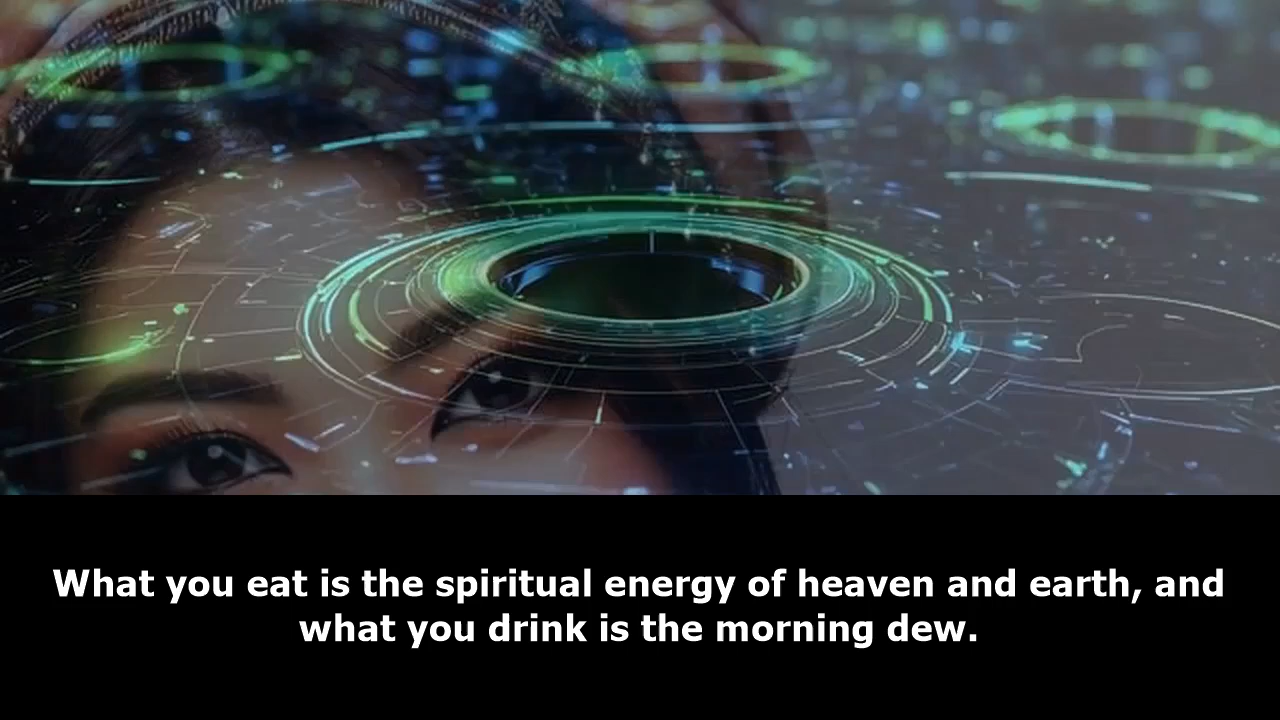 What you eat is the spiritual energy of heaven and earth, and
what you drink is the morning dew.